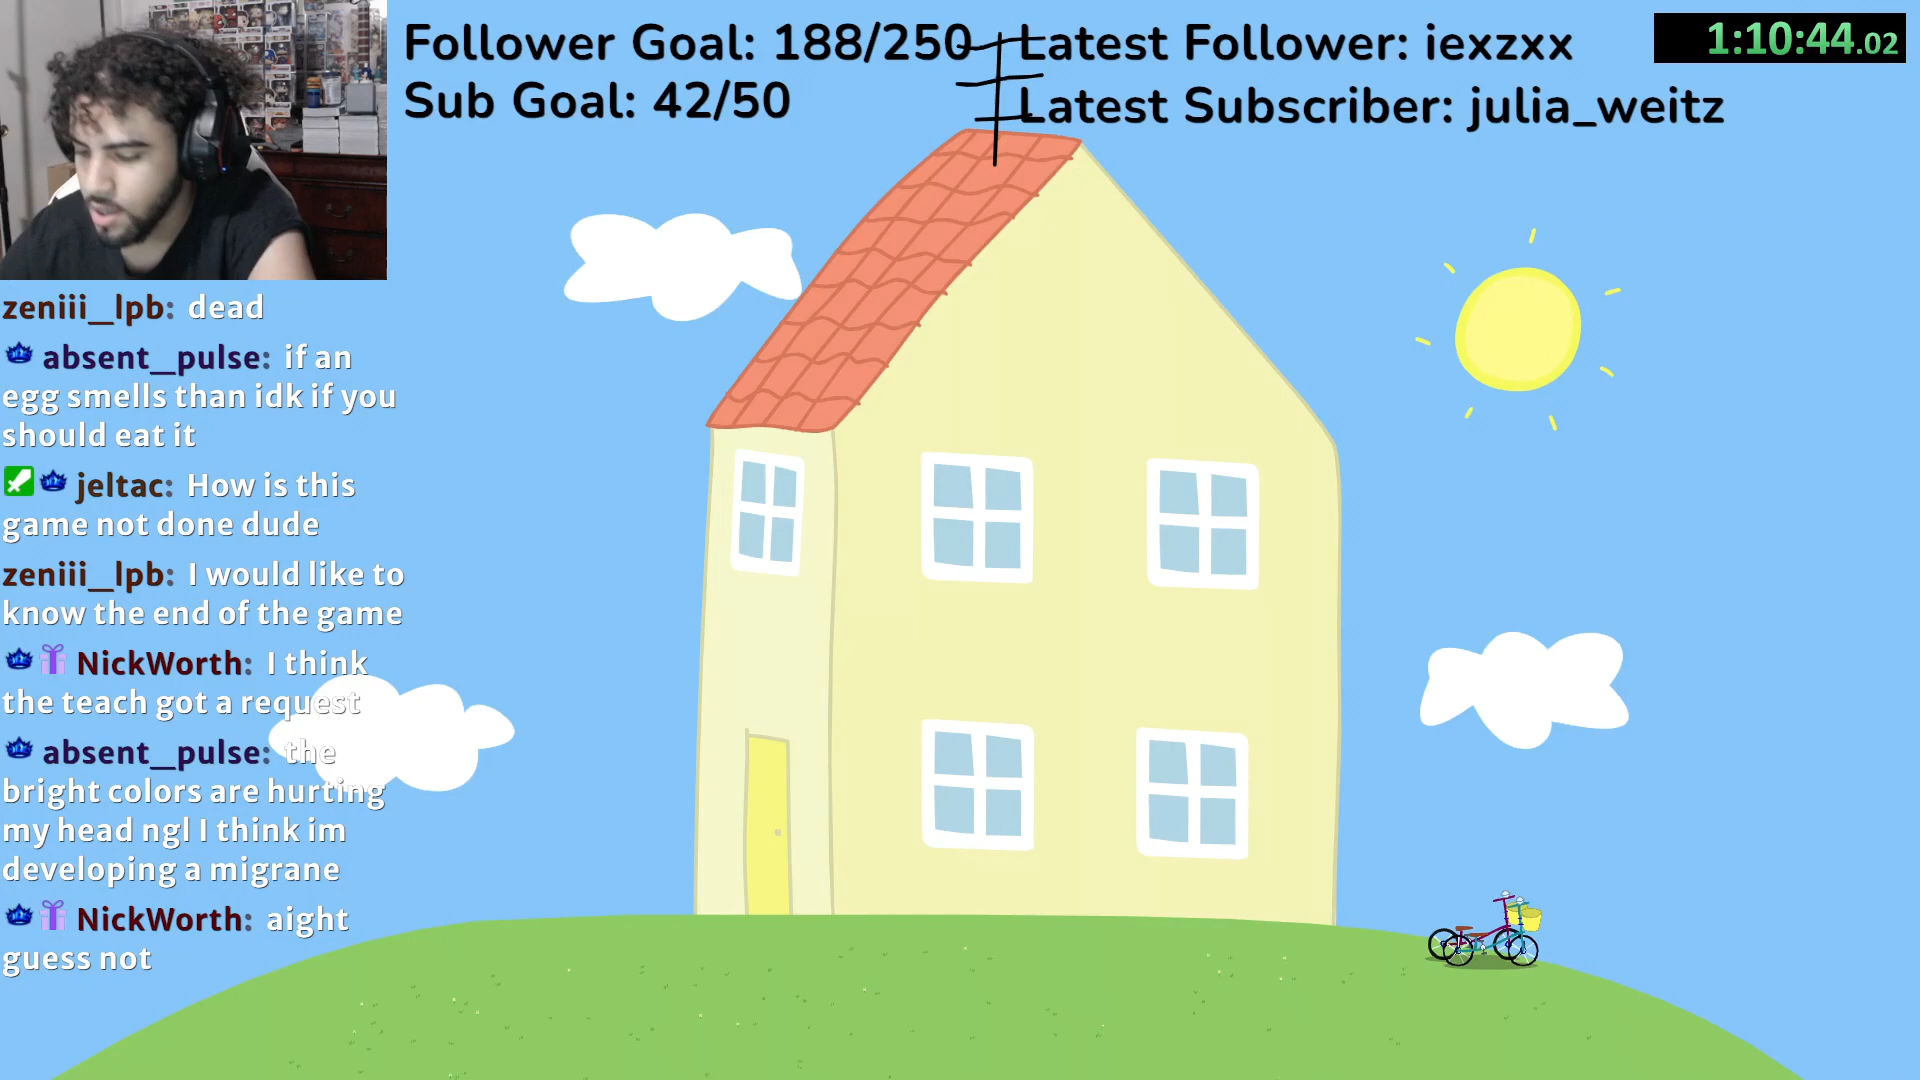 Follower Goal: 188/250
Latest Follower: iexzxx
1:10:44.02
Sub Goal: 42/50
Latest Subscriber: julia_weitz
zeniii_lpb: dead
absent_pulse: if an
egg smells than idk if you
should eat it
jeltac: How is this
game not done dude
zeniii_lpb: I would like to
know the end of the game
NickWorth: I think
the teach got a request
absent_pulse: the
bright colors are hurting
my head ngl I think im
developing a migrane
NickWorth: aight
guess not